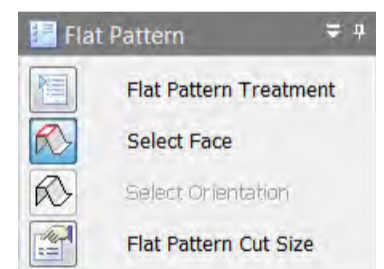 Flat Pattern
Flat Pattern Treatment
Select Face
Select Orientation
Flat Pattern Cut Size